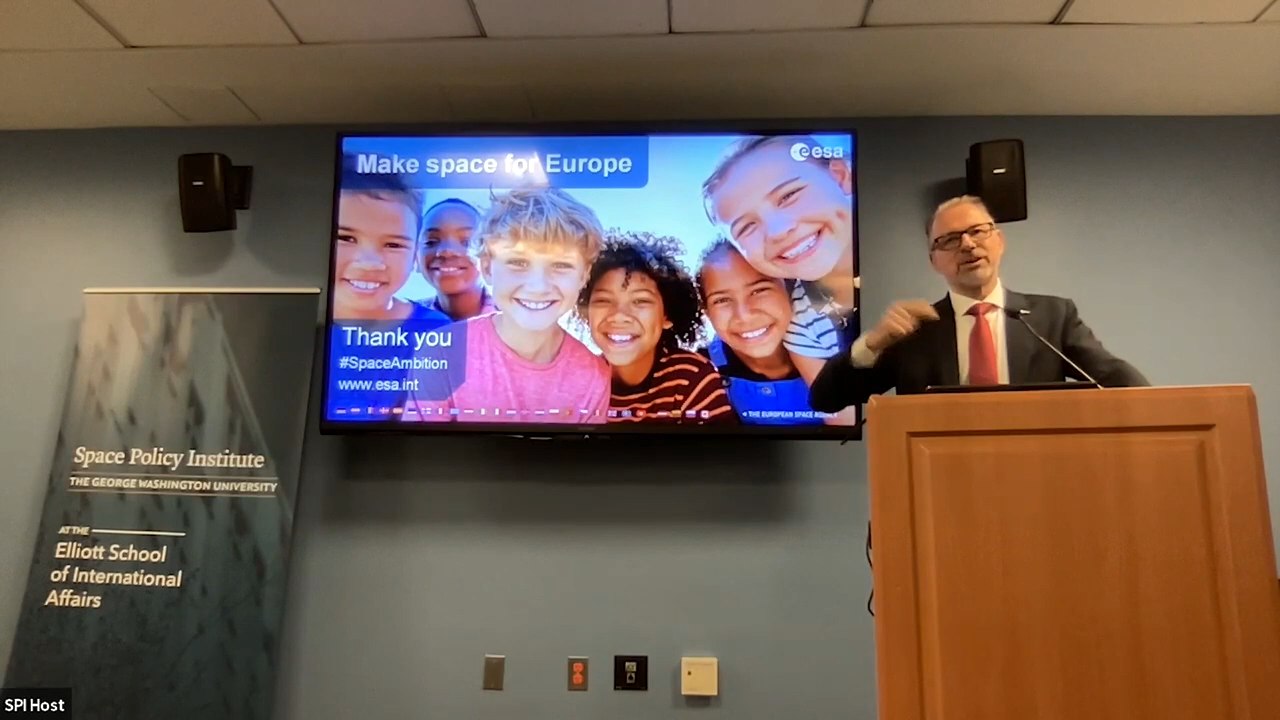 Make space for Europe
esa
Thank you
#SpaceAmbition
www.esa.int
THE EUROPEAN SPACE
Space Policy Institute
THE GEORGE WASHINGTON UNIVERSITY
AT THE
Elliott School
of International
Affairs
SPI Host